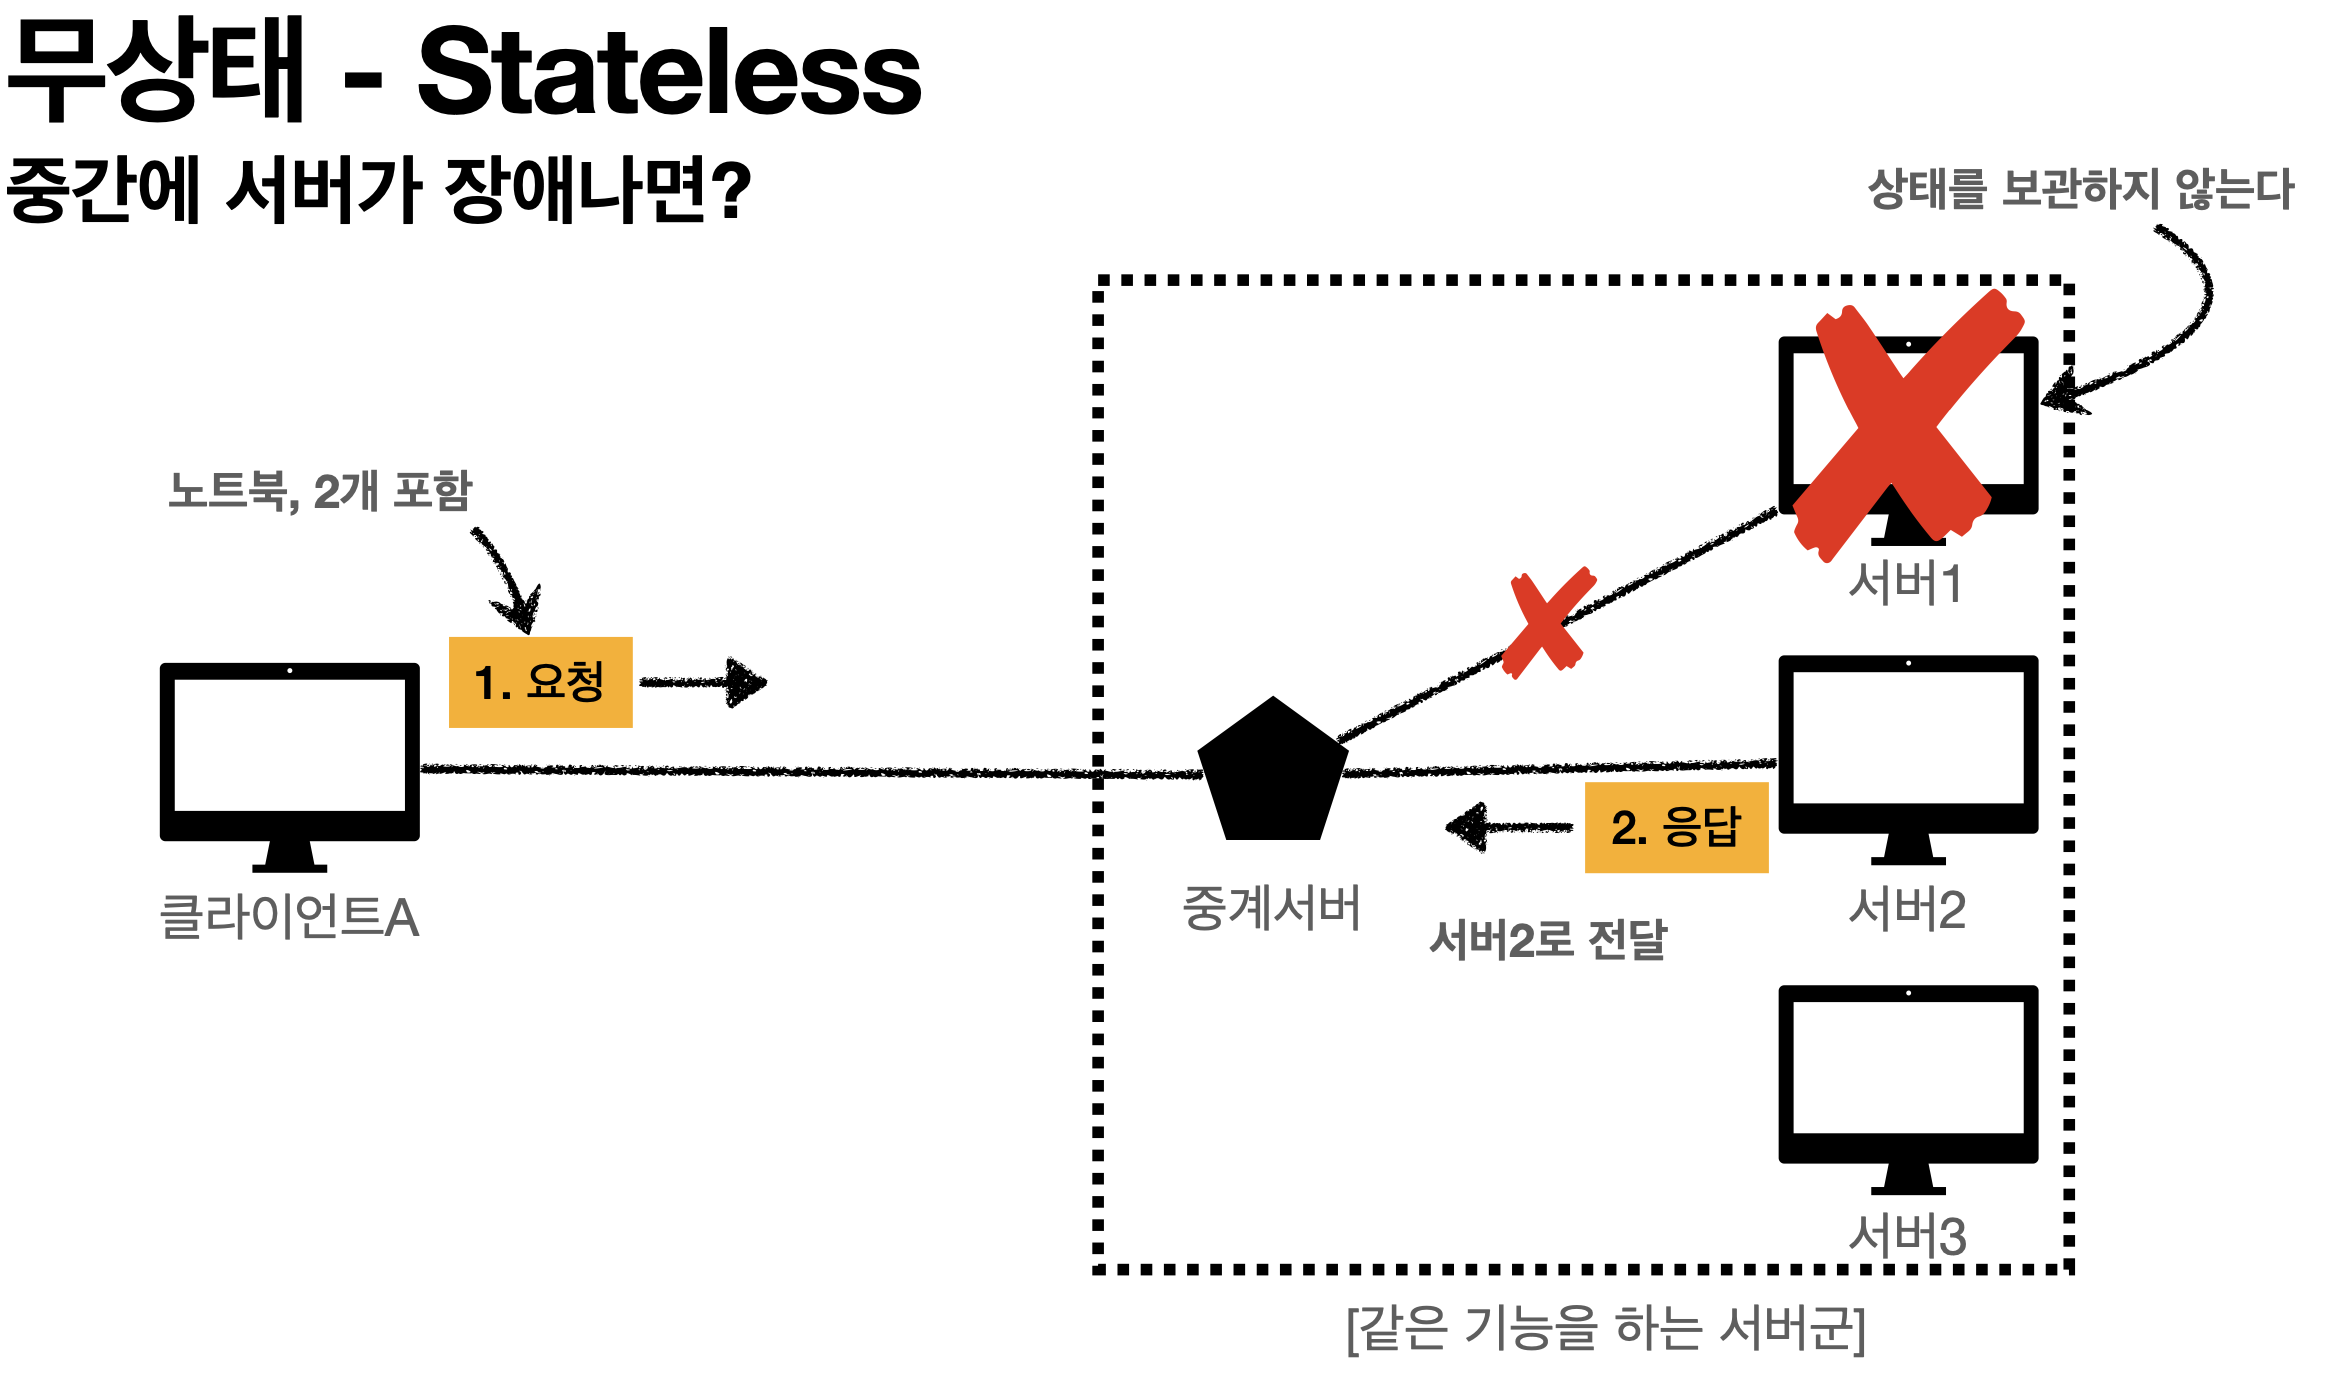 무상태 - Stateless
중간에 서버가 장애나면?
상태를 보관하지 않는다
노트북, 2개 포함
1. 요청
클라이언트A
중계서버
서버1
2. 응답
서버2로 전달
서버2
서버3
[같은 기능을 하는 서버군]